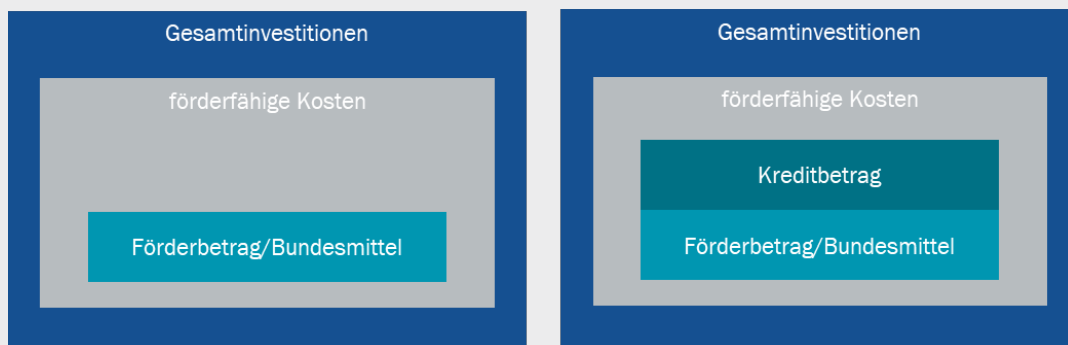 Gesamtinvestitionen
förderfähige Kosten
Förderbetrag/Bundesmittel
Gesamtinvestitionen
förderfähige Kosten
Kreditbetrag
Förderbetrag/Bundesmittel